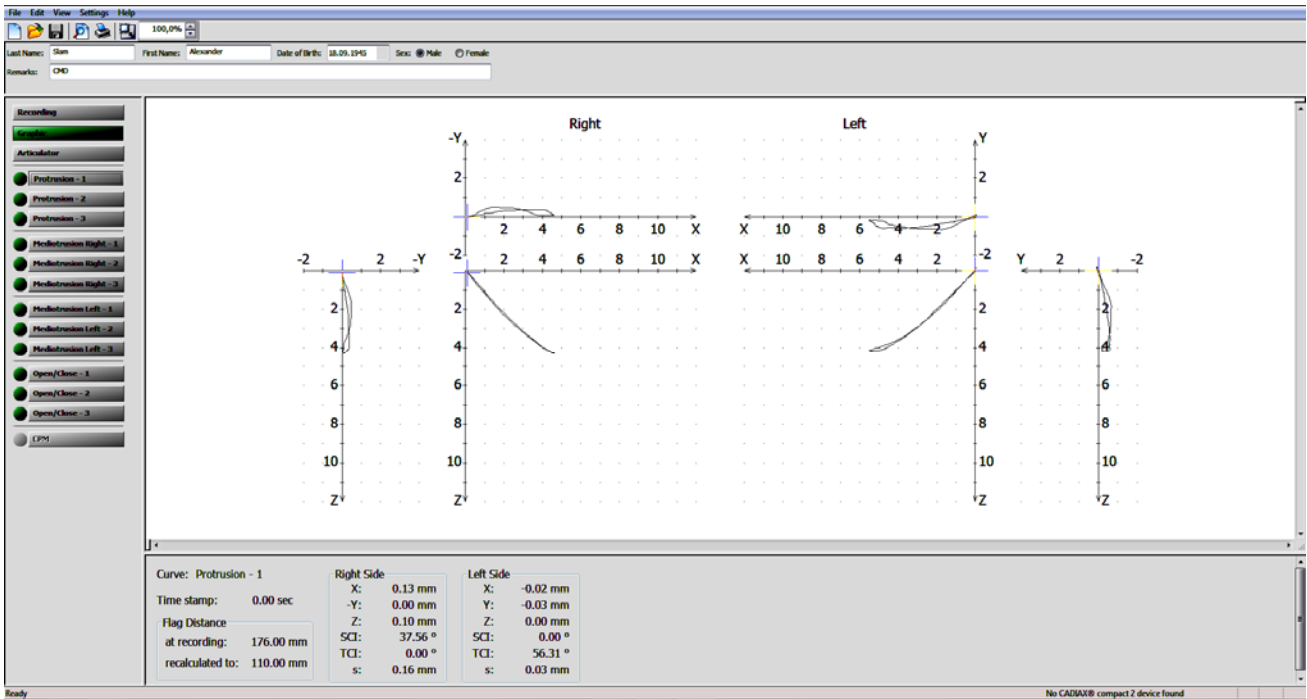 File Edit View Settings Help
100,0%
Last Name: Slam First Name: Alexander Date of Birth: 18.09.1945 Sex: Male Female
Remarks: CMD
Recording
Graphic
Articulator
Protrusion - 1
Protrusion - 2
Protrusion - 3
Mediotrusion Right - 1
Mediotrusion Right - 2
Mediotrusion Right - 3
Mediotrusion Left - 1
Mediotrusion Left - 2
Mediotrusion Left - 3
Open/Close - 1
Open/Close - 2
Open/Close - 3
CPM
Right Left
-Y Y
2 2
2 4 6 8 10 X X 10 8 6 4 2
-2 2 -Y -2 2 4 6 8 10 X X 10 8 6 4 2 -2 Y 2 -2
2 2 2 2
4 4 4 4
6 6 6 6
8 8 8 8
10 10 10 10
Z Z Z Z
Curve: Protrusion - 1
Time stamp: 0.00 sec
Flag Distance
at recording: 176.00 mm
recalculated to: 110.00 mm
Right Side
X: 0.13 mm
-Y: 0.00 mm
Z: 0.10 mm
SCI: 37.56 °
TCI: 0.00 °
s: 0.16 mm
Left Side
X: -0.02 mm
Y: -0.03 mm
Z: 0.00 mm
SCI: 0.00 °
TCI: 56.31 °
s: 0.03 mm
Ready No CADIAX® compact 2 device found